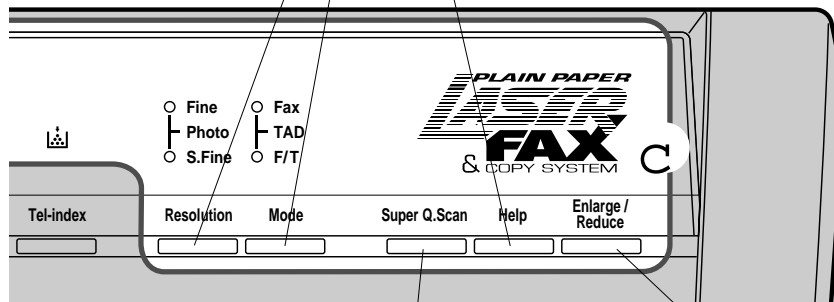 PLAIN PAPER
LASER
FAX
& COPY SYSTEM
C
Fine
Photo
S.Fine
Fax
TAD
F/T
Tel-index
Resolution
Mode
Super Q.Scan
Help
Enlarge /
Reduce